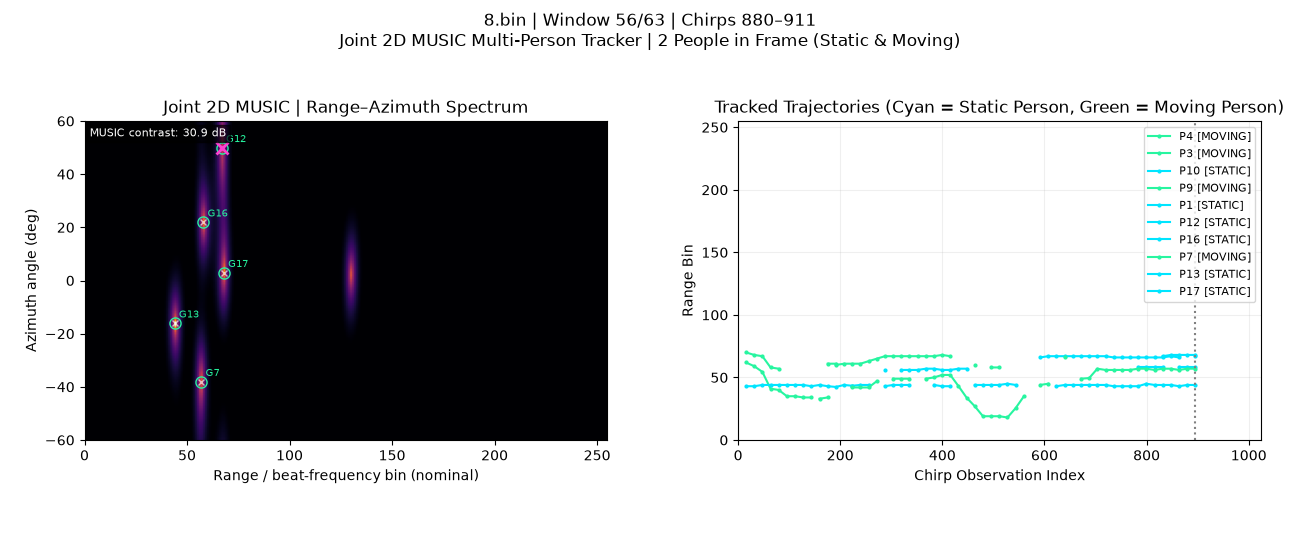 8.bin | Window 56/63 | Chirps 880–911
Joint 2D MUSIC Multi-Person Tracker | 2 People in Frame (Static & Moving)
Joint 2D MUSIC | Range–Azimuth Spectrum
MUSIC contrast: 30.9 dB
G12
G16
G17
G13
G7
60
40
20
0
−20
−40
−60
Azimuth angle (deg)
0
50
100
150
200
250
Range / beat-frequency bin (nominal)
Tracked Trajectories (Cyan = Static Person, Green = Moving Person)
P4 [MOVING]
P3 [MOVING]
P10 [STATIC]
P9 [MOVING]
P1 [STATIC]
P12 [STATIC]
P16 [STATIC]
P7 [MOVING]
P13 [STATIC]
P17 [STATIC]
250
200
150
100
50
0
Range Bin
0
200
400
600
800
1000
Chirp Observation Index